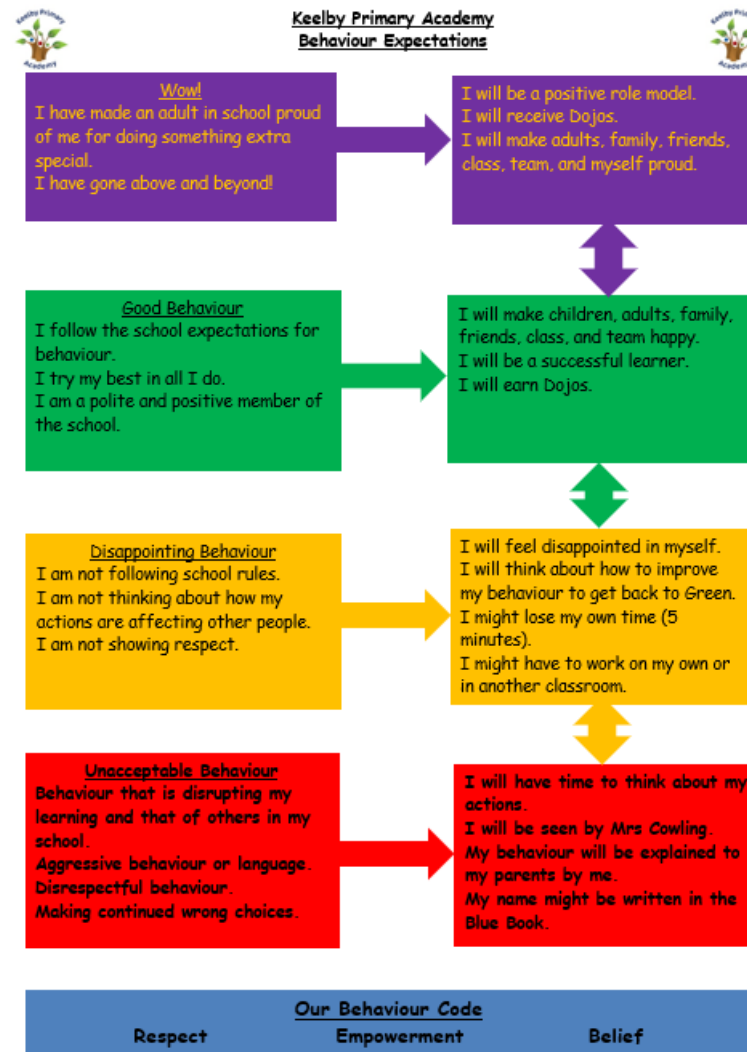 Keelby Primary Academy
Behaviour Expectations
Keelby Primary
Academy
Keelby Primary
Academy
Wow!
I have made an adult in school proud
of me for doing something extra
special.
I have gone above and beyond!
I will be a positive role model.
I will receive Dojos.
I will make adults, family, friends,
class, team, and myself proud.
Good Behaviour
I follow the school expectations for
behaviour.
I try my best in all I do.
I am a polite and positive member of
the school.
I will make children, adults, family,
friends, class, and team happy.
I will be a successful learner.
I will earn Dojos.
Disappointing Behaviour
I am not following school rules.
I am not thinking about how my
actions are affecting other people.
I am not showing respect.
I will feel disappointed in myself.
I will think about how to improve
my behaviour to get back to Green.
I might lose my own time (5
minutes).
I might have to work on my own or
in another classroom.
Unacceptable Behaviour
Behaviour that is disrupting my
learning and that of others in my
school.
Aggressive behaviour or language.
Disrespectful behaviour.
Making continued wrong choices.
I will have time to think about my
actions.
I will be seen by Mrs Cowling.
My behaviour will be explained to
my parents by me.
My name might be written in the
Blue Book.
Our Behaviour Code
Respect Empowerment Belief